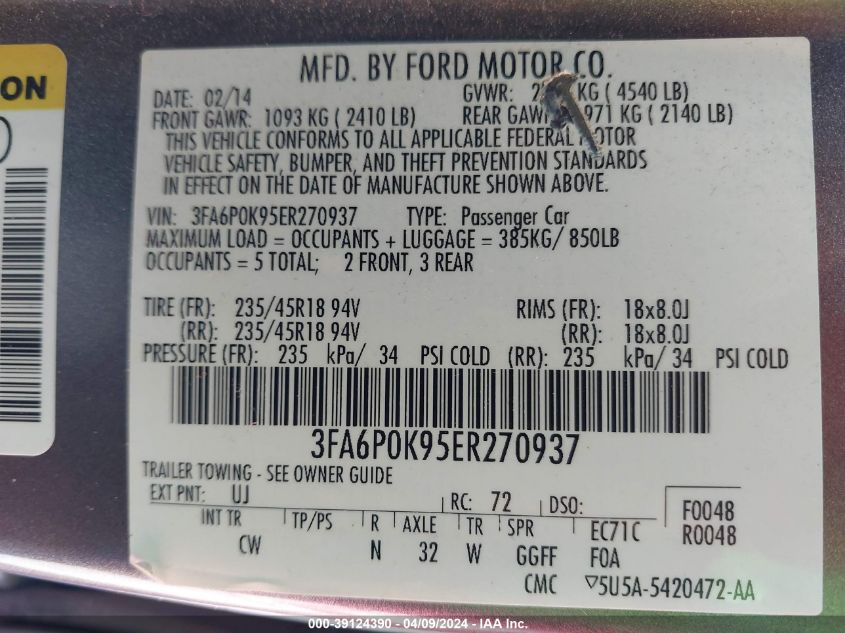 ON
MFD. BY FORD MOTOR CO.
DATE: 02/14 GVWR: KG ( 4540 LB)
FRONT GAWR: 1093 KG ( 2410 LB) REAR GAWR: 971 KG ( 2140 LB)
THIS VEHICLE CONFORMS TO ALL APPLICABLE FEDERAL MOTOR
VEHICLE SAFETY, BUMPER, AND THEFT PREVENTION STANDARDS
IN EFFECT ON THE DATE OF MANUFACTURE SHOWN ABOVE.
VIN: 3FA6P0K95ER270937 TYPE: Passenger Car
MAXIMUM LOAD = OCCUPANTS + LUGGAGE = 385KG/ 850LB
OCCUPANTS = 5 TOTAL; 2 FRONT, 3 REAR
TIRE (FR): 235/45R18 94V RIMS (FR): 18x8.0J
(RR): 235/45R18 94V (RR): 18x8.0J
PRESSURE (FR): 235 kPa/ 34 PSI COLD (RR): 235 kPa/ 34 PSI COLD
3FA6P0K95ER270937
TRAILER TOWING - SEE OWNER GUIDE
EXT PNT: UJ RC: 72 DSO: F0048
INT TR TP/PS R AXLE TR SPR EC71C R0048
CW N 32 W GGFF F0A
CMC ▽5U5A-5420472-AA
000-39124390 - 04/09/2024 - IAA Inc.